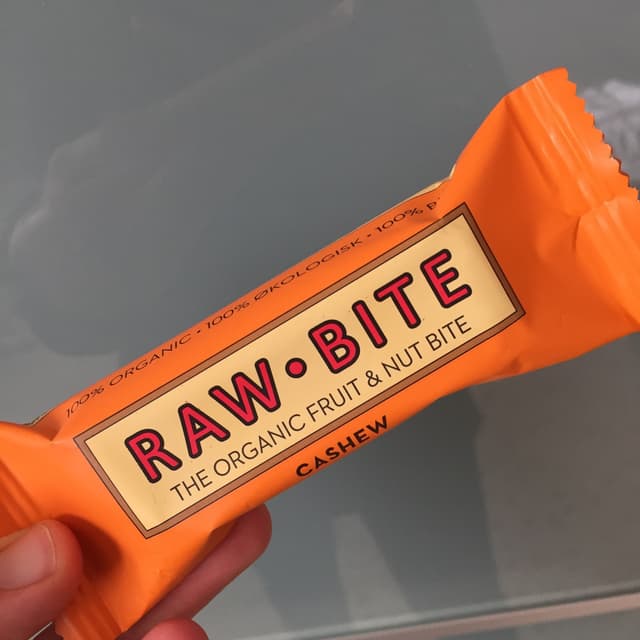 100% ORGANIC • 100% ØKOLOGISK • 100%
RAW•BITE
THE ORGANIC FRUIT & NUT BITE
CASHEW